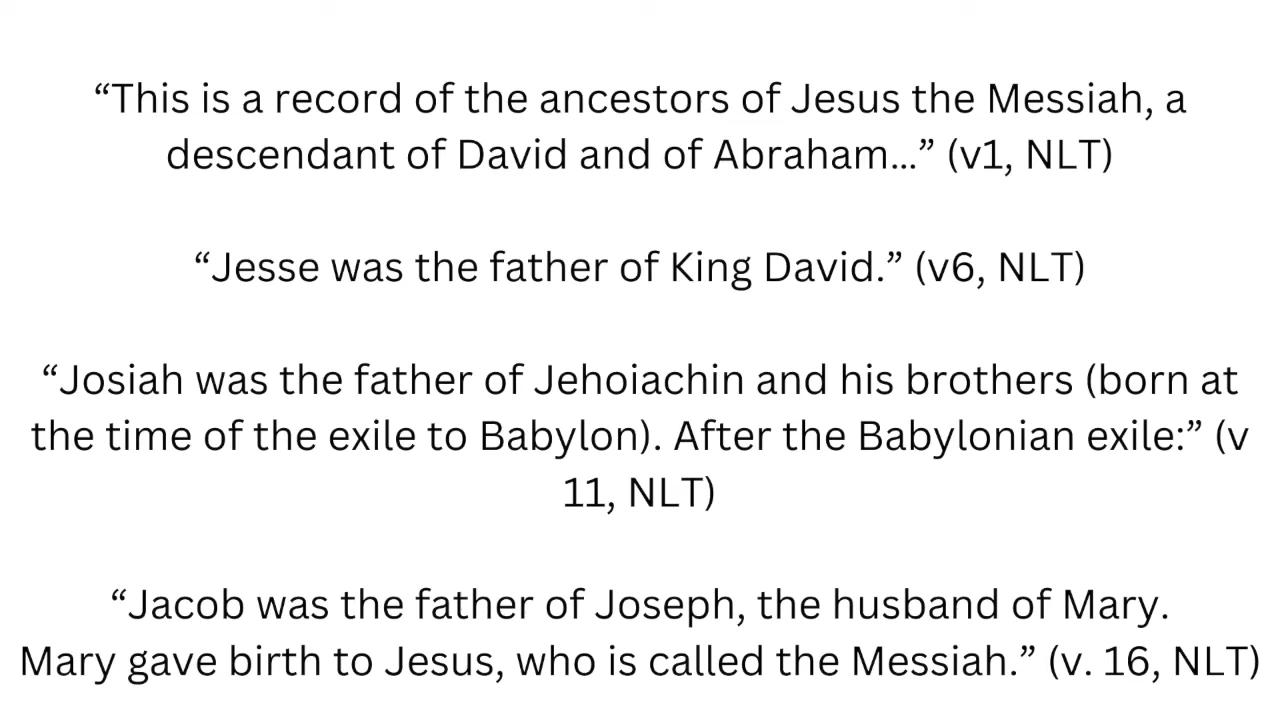 “This is a record of the ancestors of Jesus the Messiah, a
descendant of David and of Abraham...” (v1, NLT)
“Jesse was the father of King David.” (v6, NLT)
“Josiah was the father of Jehoiachin and his brothers (born at
the time of the exile to Babylon). After the Babylonian exile:” (v
11, NLT)
“Jacob was the father of Joseph, the husband of Mary.
Mary gave birth to Jesus, who is called the Messiah.” (v. 16, NLT)